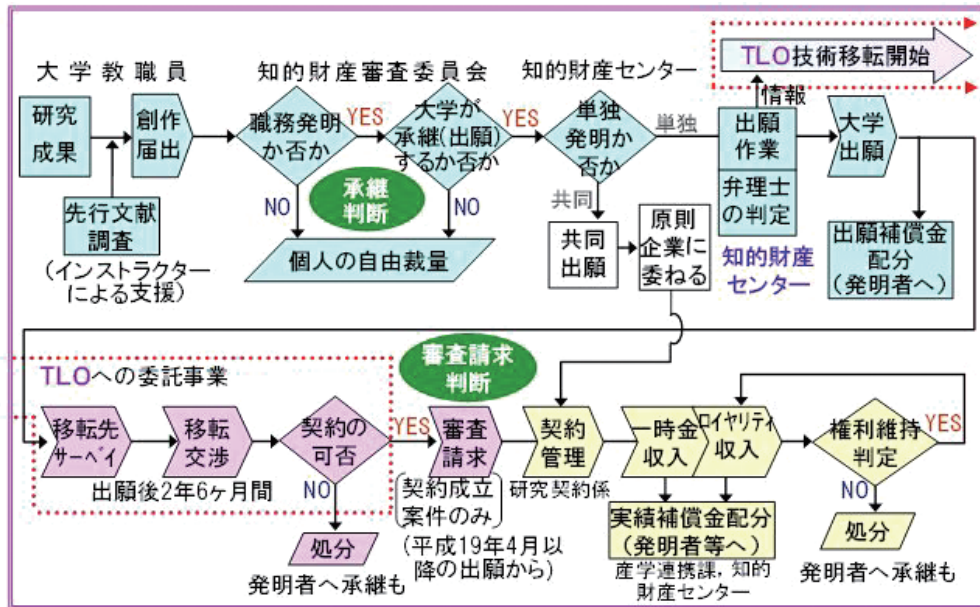 TLO技術移転開始
大学教職員
知的財産審査委員会
知的財産センター
研究
成果
創作
届出
職務発明
か否か
YES
大学が
承継(出願)
するか否か
YES
単独
発明か
否か
単独
情報
出願
作業
弁理士
の判定
大学
出願
先行文献
調査
(インストラクター
による支援)
NO
承継
判断
NO
個人の自由裁量
共同
共同
出願
原則
企業に
委ねる
知的財産
センター
出願補償金
配分
(発明者へ)
TLOへの委託事業
審査請求
判断
移転先
サーベイ
移転
交渉
契約の
可否
YES
審査
請求
契約
管理
一時金
収入
ロイヤリティ
収入
権利維持
判定
YES
出願後2年6ヶ月間
NO
処分
発明者へ承継も
契約成立
案件のみ
(平成19年4月以
降の出願から)
研究契約係
実績補償金配分
(発明者等へ)
産学連携課、知的
財産センター
NO
処分
発明者へ承継も